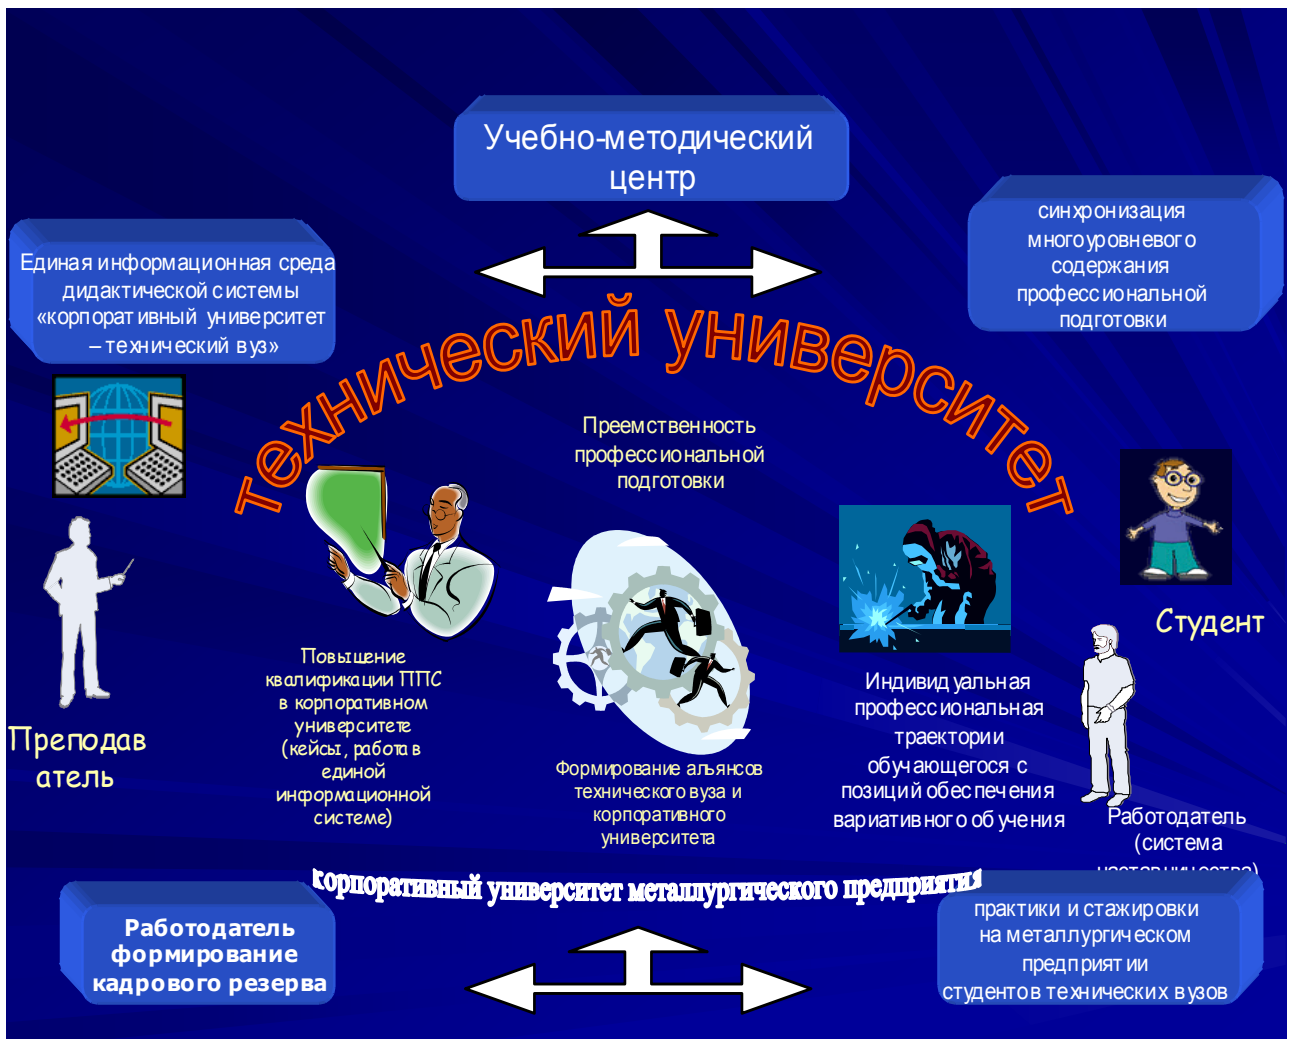 Учебно-методический
центр
синхронизация
многоуровневого
содержания
профессиональной
подготовки
Единая информационная среда
дидактической системы
«корпоративный университет
– технический вуз»
технический университет
Преемственность
профессиональной
подготовки
Студент
Повышение
квалификации ППС
в корпоративном
университете
(кейсы, работа в
единой
информационной
системе)
Индивидуальная
профессиональная
траектории
обучающегося с
позиций обеспечения
вариативного обучения
Преподав
атель
Формирование альянсов
технического вуза и
корпоративного
университета
Работодатель
(система
наставничества)
корпоративный университет металлургического предприятия
Работодатель
формирование
кадрового резерва
практики и стажировки
на металлургическом
предприятии
студентов технических вузов